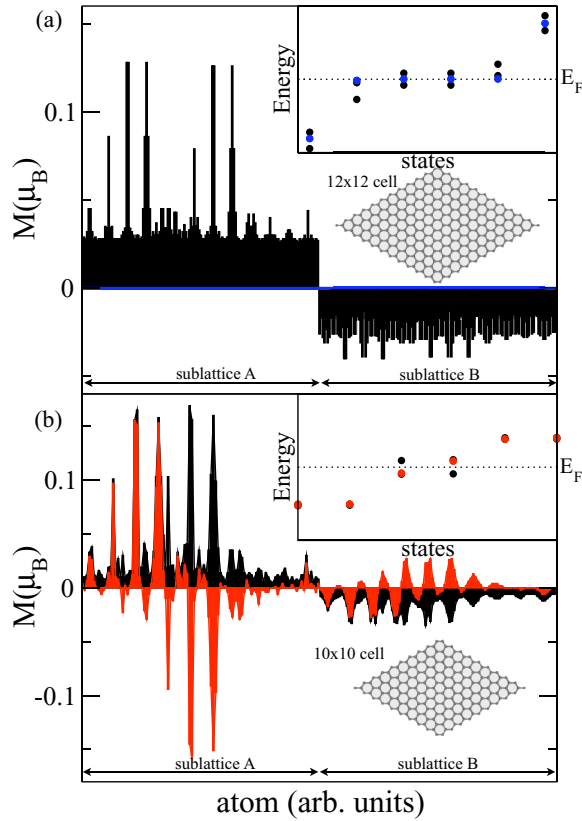 (a)
Energy
E_F
states
0.1
M(μ_B)
12x12 cell
0
sublattice A
sublattice B
(b)
Energy
E_F
states
0.1
M(μ_B)
0
10x10 cell
-0.1
sublattice A
sublattice B
atom (arb. units)